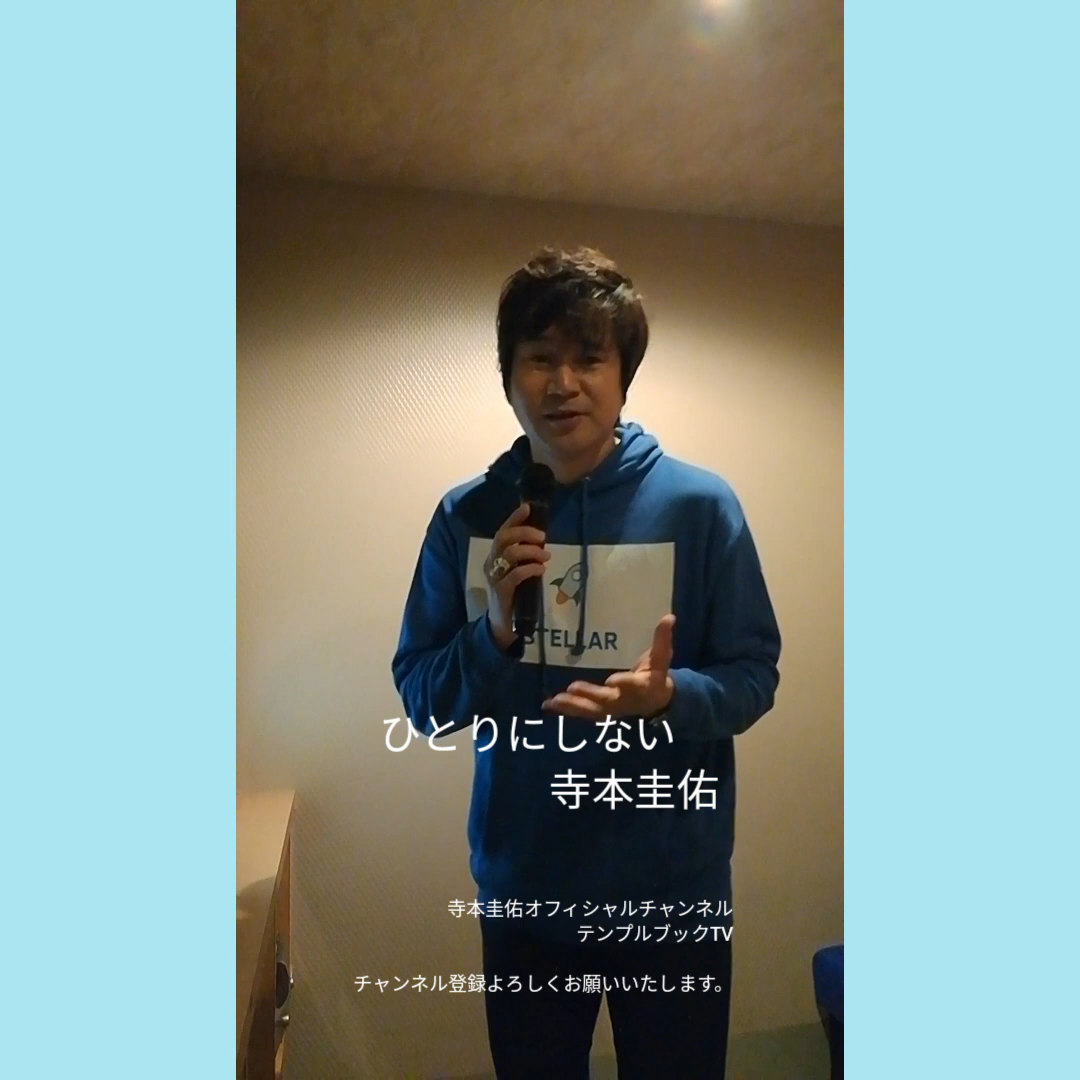 STELLAR
ひとりにしない
寺本圭佑
寺本圭佑オフィシャルチャンネル
テンプルブックTV
チャンネル登録よろしくお願いいたします。